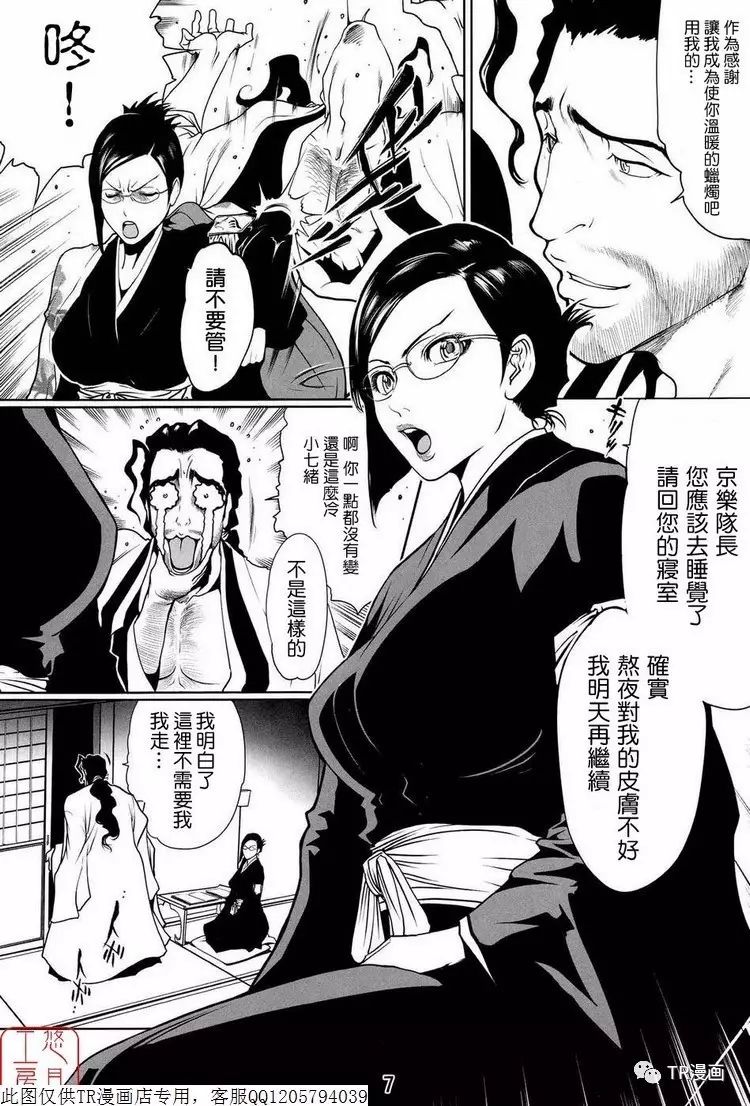 作為感謝
讓我成為使你溫暖的蠟燭吧
用我的…
咚！
請不要管！
京樂隊長
您應該去睡覺了
請回您的寢室
確實
熬夜對我的皮膚不好
我明天再繼續
啊 你一點都沒有變
還是這麼冷
小七緒
不是這樣的
我明白了
這裡不需要我
我走…
悠月工房
7
TR漫画
此图仅供TR漫画店专用，客服QQ1205794039